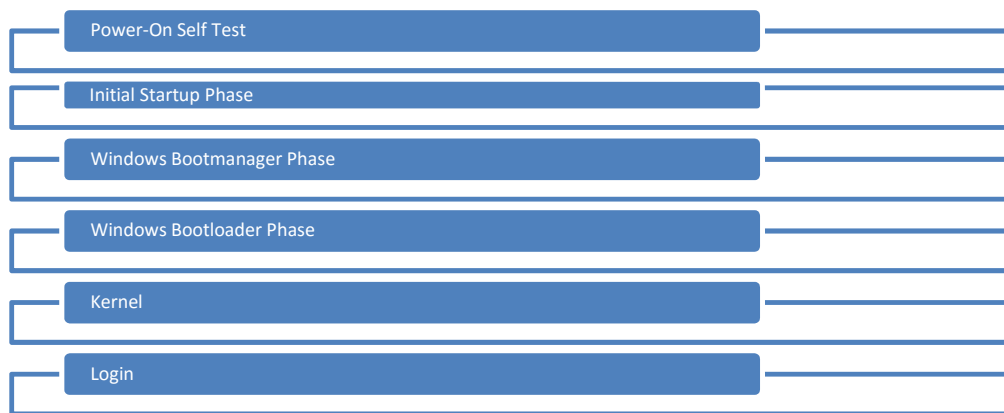 Power-On Self Test
Initial Startup Phase
Windows Bootmanager Phase
Windows Bootloader Phase
Kernel
Login